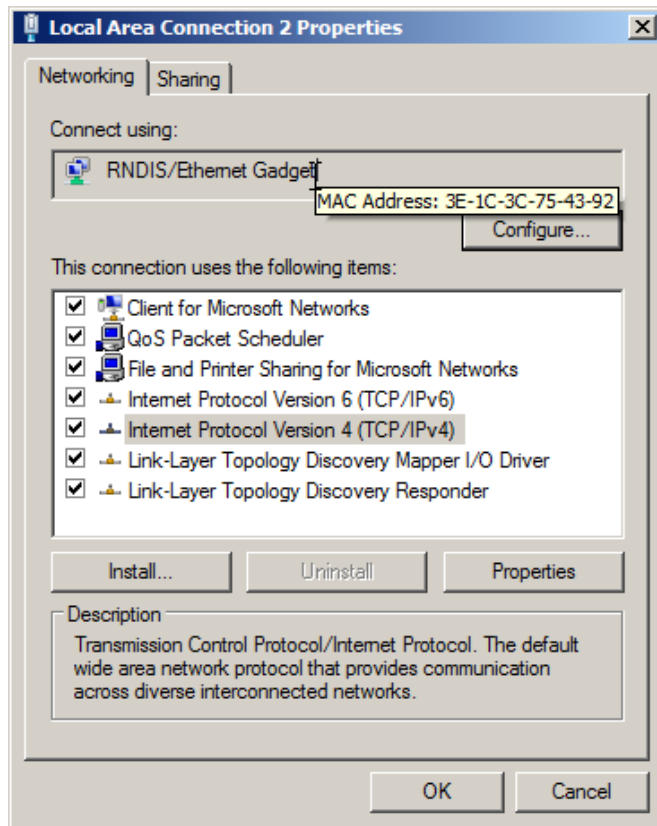 Local Area Connection 2 Properties
Networking
Sharing
Connect using:
RNDIS/Ethernet Gadget
MAC Address: 3E-1C-3C-75-43-92
Configure...
This connection uses the following items:
Client for Microsoft Networks
QoS Packet Scheduler
File and Printer Sharing for Microsoft Networks
Internet Protocol Version 6 (TCP/IPv6)
Internet Protocol Version 4 (TCP/IPv4)
Link-Layer Topology Discovery Mapper I/O Driver
Link-Layer Topology Discovery Responder
Install...
Uninstall
Properties
Description
Transmission Control Protocol/Internet Protocol. The default
wide area network protocol that provides communication
across diverse interconnected networks.
OK
Cancel